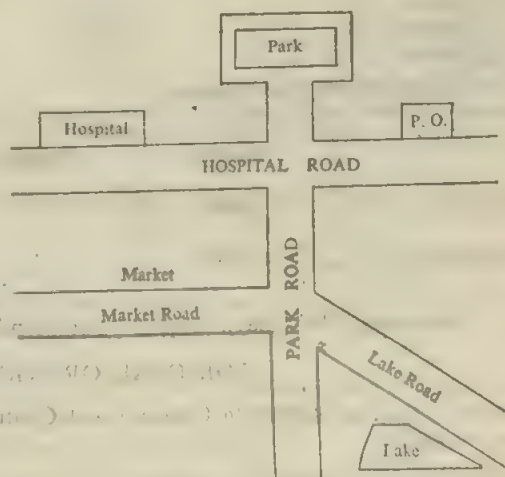 Park
Hospital
P. O.
HOSPITAL ROAD
PARK ROAD
Market
Market Road
Lake Road
Lake